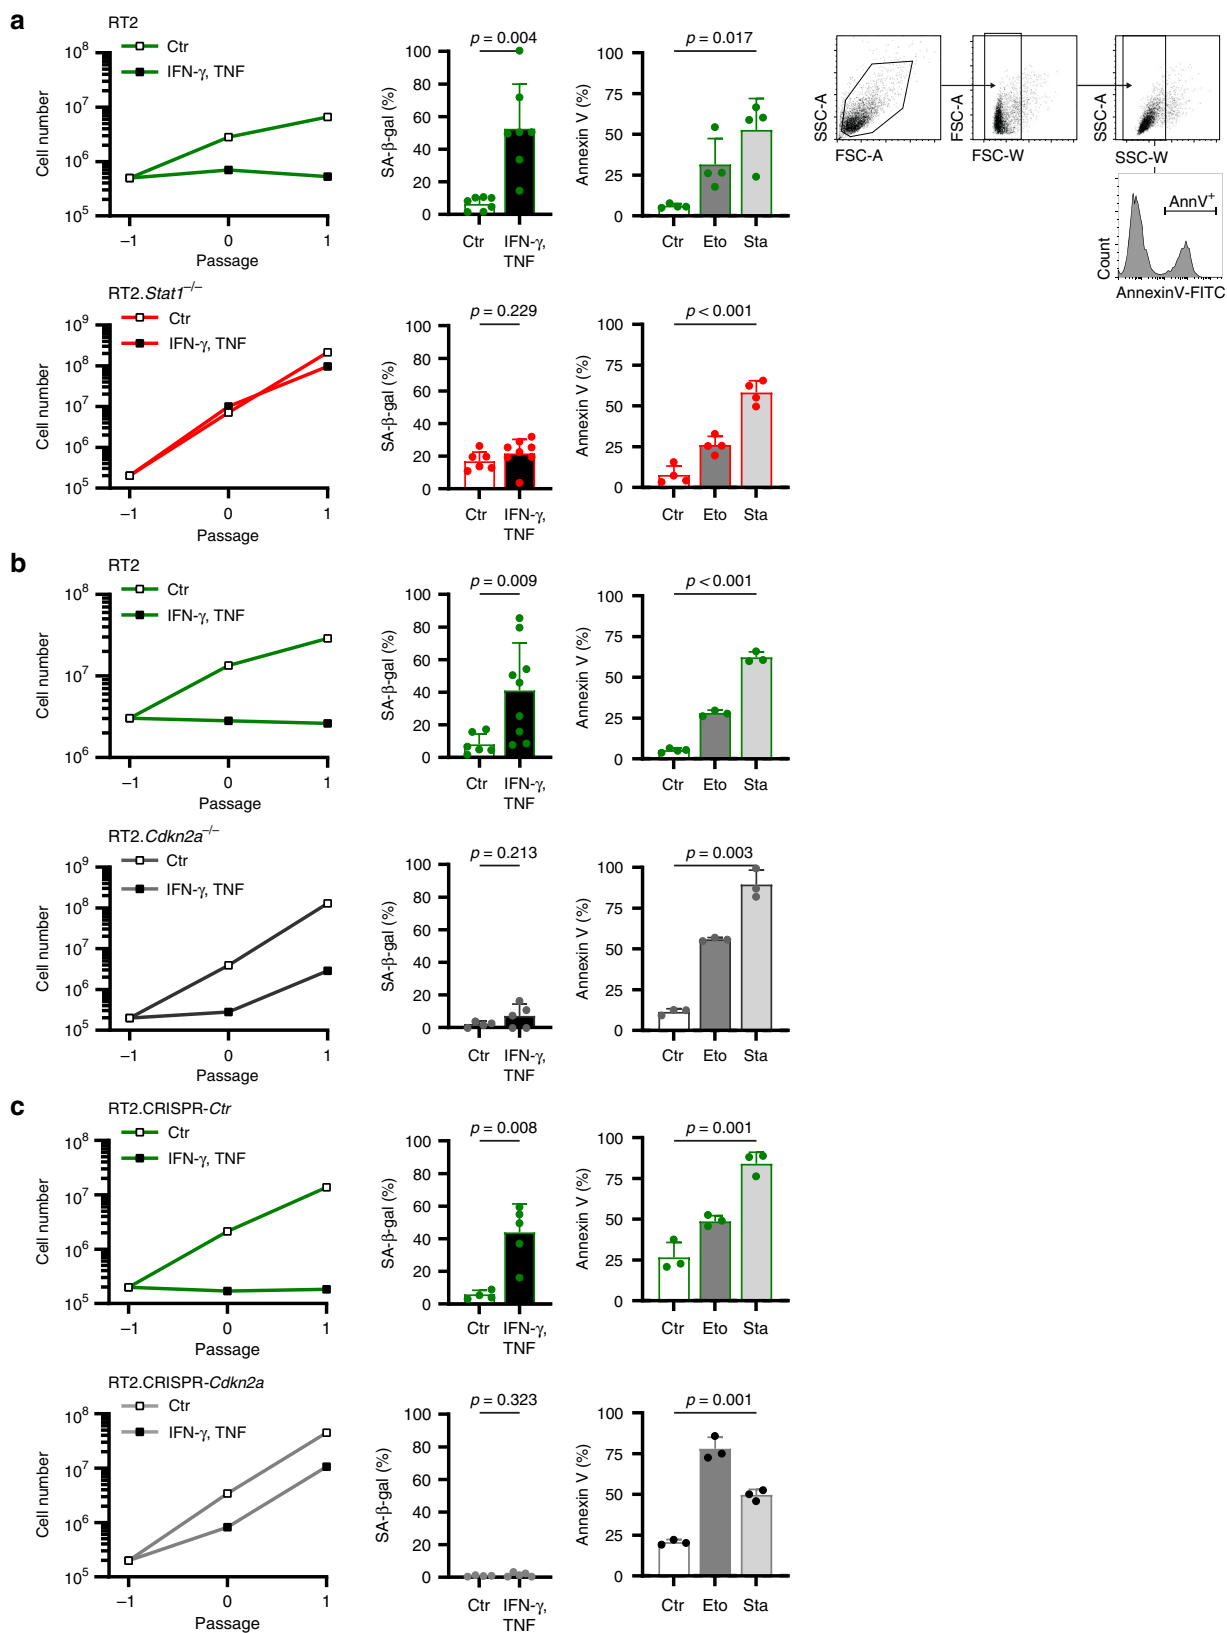 a
RT2
Ctr
IFN-γ, TNF
10⁸
10⁷
10⁶
10⁵
Cell number
−1
0
1
Passage
p = 0.004
100
80
60
40
20
0
SA-β-gal (%)
Ctr
IFN-γ,
TNF
p = 0.017
100
75
50
25
0
Annexin V (%)
Ctr
Eto
Sta
SSC-A
FSC-A
FSC-A
FSC-W
SSC-A
SSC-W
AnnV⁺
Count
AnnexinV-FITC
RT2.Stat1⁻/⁻
Ctr
IFN-γ, TNF
10⁹
10⁸
10⁷
10⁶
10⁵
Cell number
−1
0
1
Passage
p = 0.229
100
80
60
40
20
0
SA-β-gal (%)
Ctr
IFN-γ,
TNF
p < 0.001
100
75
50
25
0
Annexin V (%)
Ctr
Eto
Sta
b
RT2
Ctr
IFN-γ, TNF
10⁸
10⁷
10⁶
Cell number
−1
0
1
Passage
p = 0.009
100
80
60
40
20
0
SA-β-gal (%)
Ctr
IFN-γ,
TNF
p < 0.001
100
75
50
25
0
Annexin V (%)
Ctr
Eto
Sta
RT2.Cdkn2a⁻/⁻
Ctr
IFN-γ, TNF
10⁹
10⁸
10⁷
10⁶
10⁵
Cell number
−1
0
1
Passage
p = 0.213
100
80
60
40
20
0
SA-β-gal (%)
Ctr
IFN-γ,
TNF
p = 0.003
100
75
50
25
0
Annexin V (%)
Ctr
Eto
Sta
c
RT2.CRISPR-Ctr
Ctr
IFN-γ, TNF
10⁸
10⁷
10⁶
10⁵
Cell number
−1
0
1
Passage
p = 0.008
100
80
60
40
20
0
SA-β-gal (%)
Ctr
IFN-γ,
TNF
p = 0.001
100
75
50
25
0
Annexin V (%)
Ctr
Eto
Sta
RT2.CRISPR-Cdkn2a
Ctr
IFN-γ, TNF
10⁸
10⁷
10⁶
10⁵
Cell number
−1
0
1
Passage
p = 0.323
100
80
60
40
20
0
SA-β-gal (%)
Ctr
IFN-γ,
TNF
p = 0.001
100
75
50
25
0
Annexin V (%)
Ctr
Eto
Sta